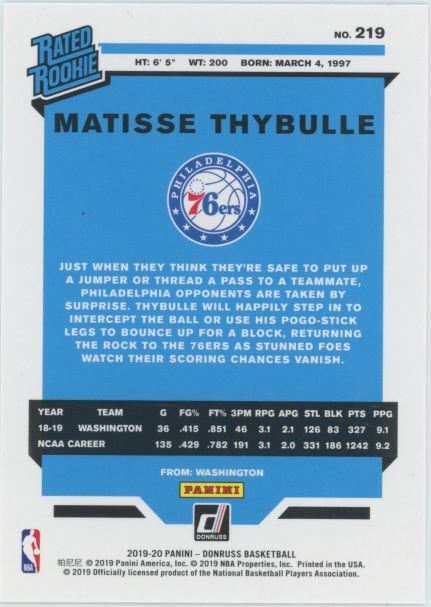 RATED
ROOKIE
NO. 219
HT: 6' 5" WT: 200 BORN: MARCH 4, 1997
MATISSE THYBULLE
PHILADELPHIA
76ers
JUST WHEN THEY THINK THEY'RE SAFE TO PUT UP
A JUMPER OR THREAD A PASS TO A TEAMMATE,
PHILADELPHIA OPPONENTS ARE TAKEN BY
SURPRISE. THYBULLE WILL HAPPILY STEP IN TO
INTERCEPT THE BALL OR USE HIS POGO-STICK
LEGS TO BOUNCE UP FOR A BLOCK, RETURNING
THE ROCK TO THE 76ERS AS STUNNED FOES
WATCH THEIR SCORING CHANCES VANISH.
YEAR TEAM G FG% FT% 3PM RPG APG STL BLK PTS PPG
18-19 WASHINGTON 36 .415 .851 46 3.1 2.1 126 83 327 9.1
NCAA CAREER 135 .429 .782 191 3.1 2.0 331 186 1242 9.2
FROM: WASHINGTON
PANINI
DONRUSS
NBA
2019-20 PANINI – DONRUSS BASKETBALL
帕尼尼 © 2019 Panini America, Inc. © 2019 NBA Properties, Inc. Printed in the USA.
© 2019 Officially licensed product of the National Basketball Players Association.